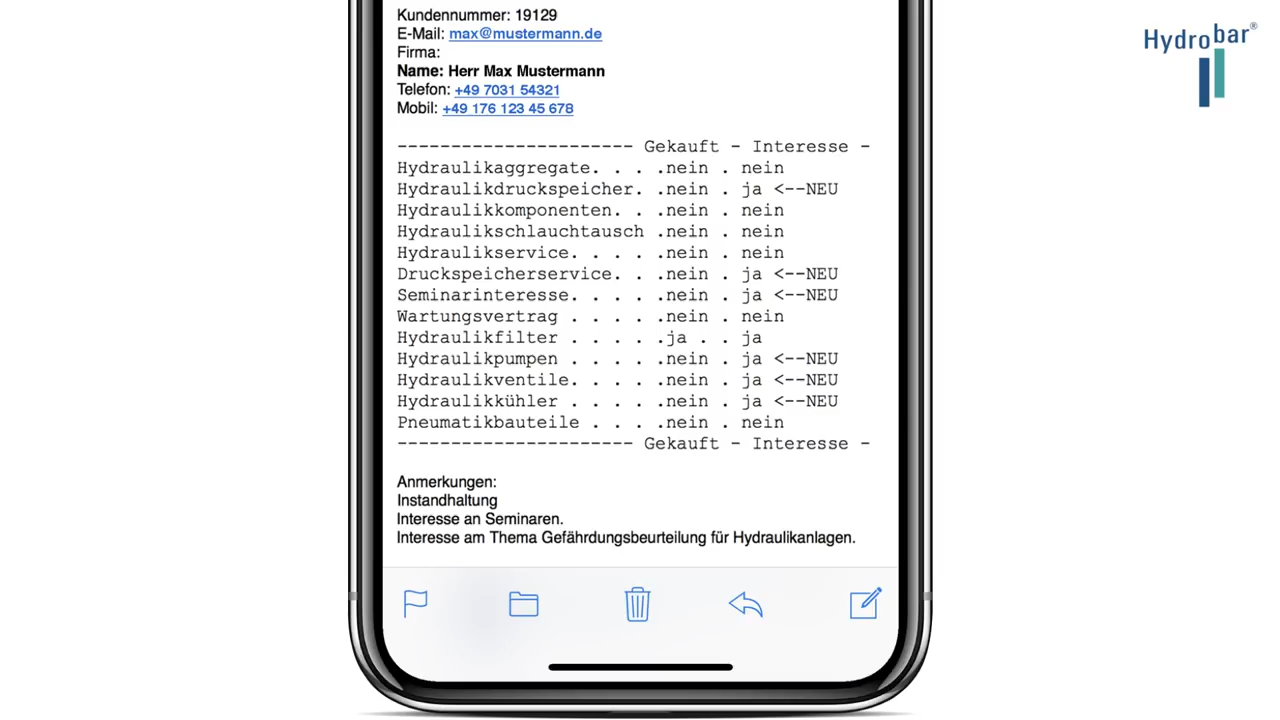 Kundennummer: 19129
E-Mail: max@mustermann.de
Firma:
Name: Herr Max Mustermann
Telefon: +49 7031 54321
Mobil: +49 176 123 45 678
---------------------- Gekauft - Interesse -
Hydraulikaggregate. . . .nein . nein
Hydraulikdruckspeicher. .nein . ja <--NEU
Hydraulikkomponenten. . .nein . nein
Hydraulikschlauchtausch .nein . nein
Hydraulikservice. . . . .nein . nein
Druckspeicherservice. . .nein . ja <--NEU
Seminarinteresse. . . . .nein . ja <--NEU
Wartungsvertrag . . . . .nein . nein
Hydraulikfilter . . . . .ja . . ja
Hydraulikpumpen . . . . .nein . ja <--NEU
Hydraulikventile. . . . .nein . ja <--NEU
Hydraulikkühler . . . . .nein . ja <--NEU
Pneumatikbauteile . . . .nein . nein
---------------------- Gekauft - Interesse -
Anmerkungen:
Instandhaltung
Interesse an Seminaren.
Interesse am Thema Gefährdungsbeurteilung für Hydraulikanlagen.
Hydrobar®